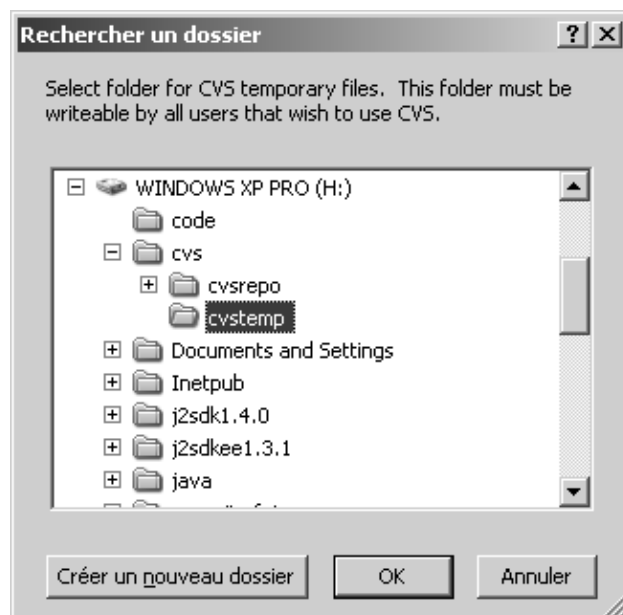 Rechercher un dossier
Select folder for CVS temporary files. This folder must be
writeable by all users that wish to use CVS.
WINDOWS XP PRO (H:)
code
cvs
cvsrepo
cvstemp
Documents and Settings
Inetpub
j2sdk1.4.0
j2sdkee1.3.1
java
Créer un nouveau dossier OK Annuler